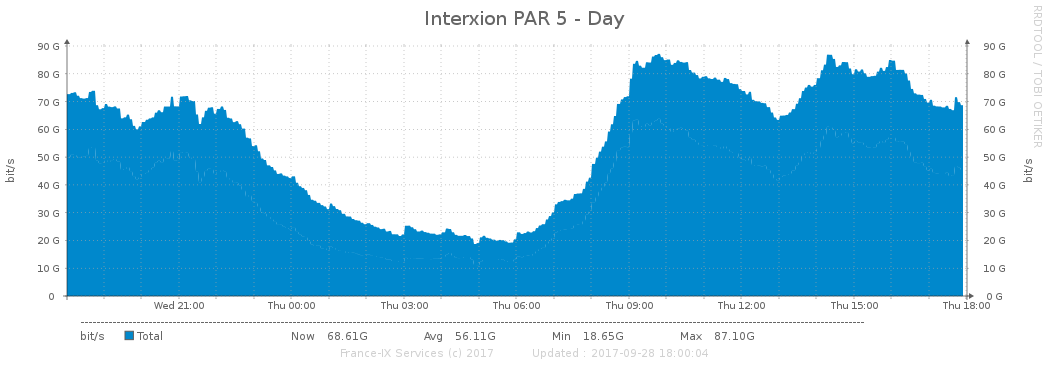 Interxion PAR 5 - Day
RRDTOOL / TOBI OETIKER
bit/s
90 G
80 G
70 G
60 G
50 G
40 G
30 G
20 G
10 G
0
90 G
80 G
70 G
60 G
50 G
40 G
30 G
20 G
10 G
0 G
bit/s
Wed 21:00 Thu 00:00 Thu 03:00 Thu 06:00 Thu 09:00 Thu 12:00 Thu 15:00 Thu 18:00
bit/s Total Now 68.61G Avg 56.11G Min 18.65G Max 87.10G
France-IX Services (c) 2017 Updated : 2017-09-28 18:00:04